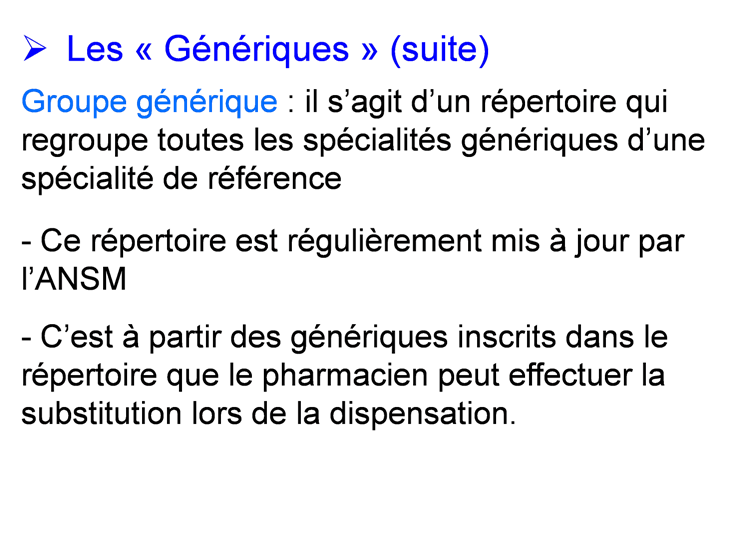 ➢ Les « Génériques » (suite)
Groupe générique : il s’agit d’un répertoire qui
regroupe toutes les spécialités génériques d’une
spécialité de référence
- Ce répertoire est régulièrement mis à jour par
l’ANSM
- C’est à partir des génériques inscrits dans le
répertoire que le pharmacien peut effectuer la
substitution lors de la dispensation.